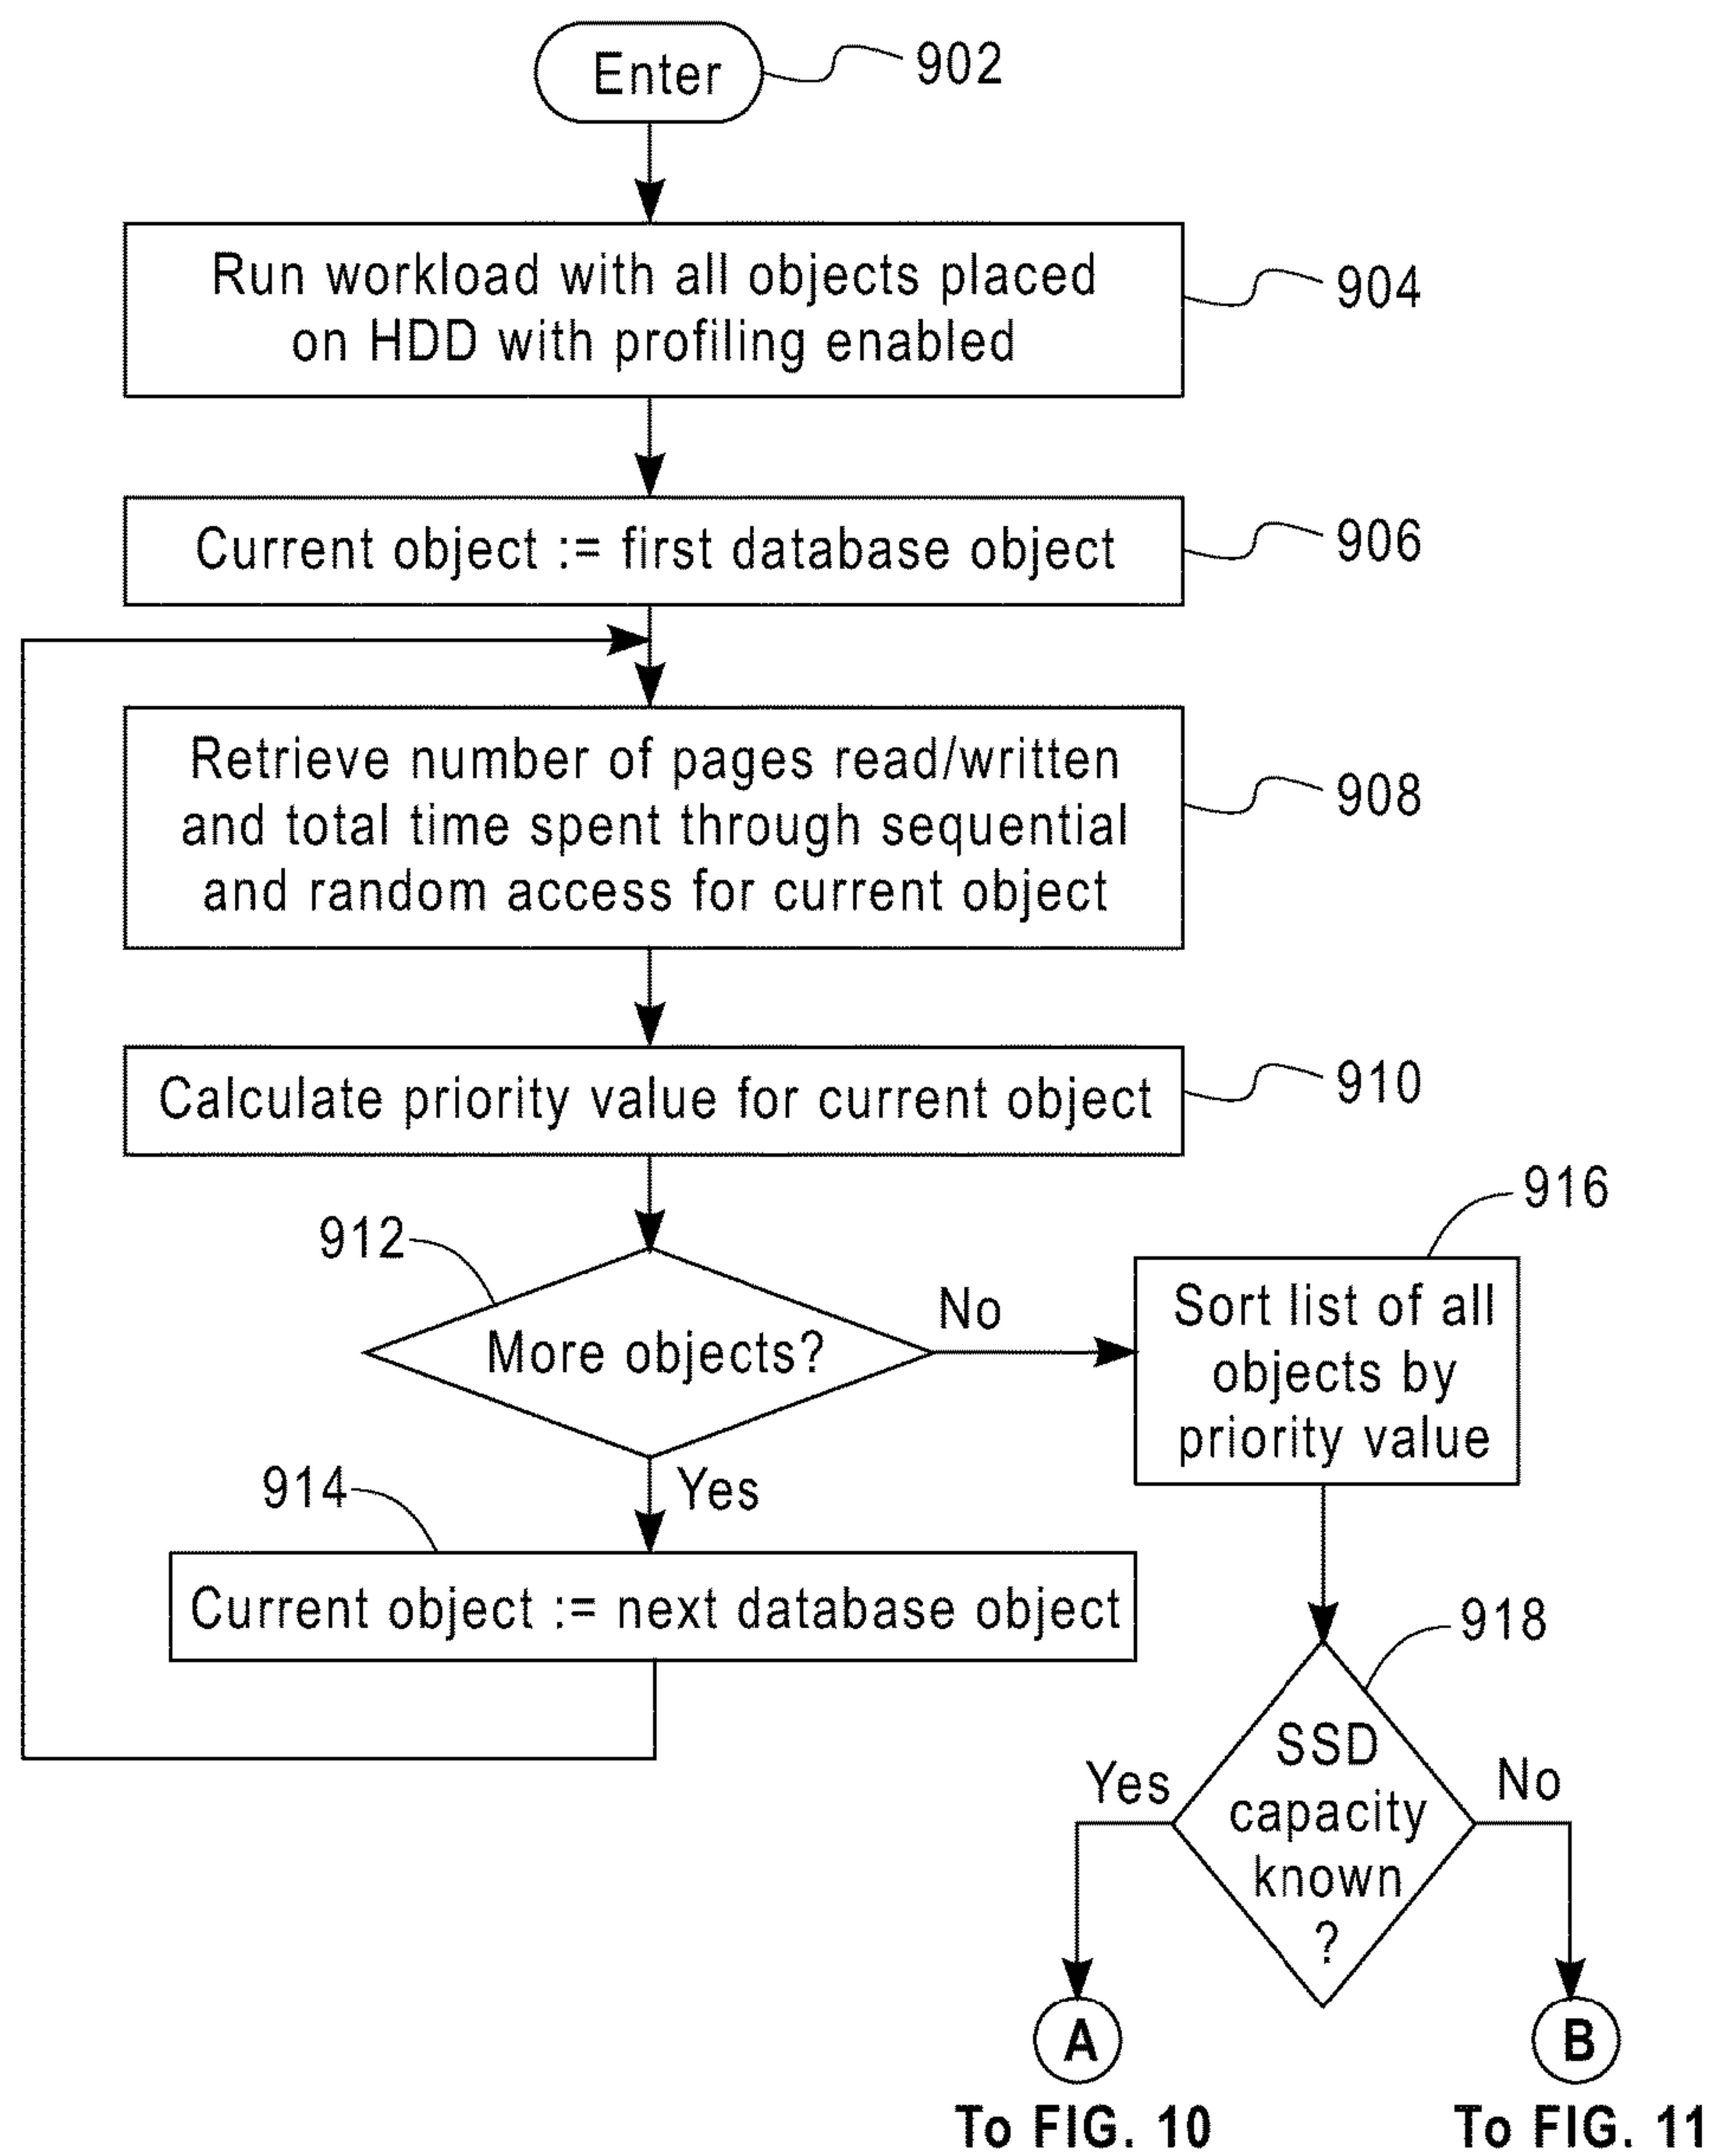 Enter
902
Run workload with all objects placed
on HDD with profiling enabled
904
Current object := first database object
906
Retrieve number of pages read/written
and total time spent through sequential
and random access for current object
908
Calculate priority value for current object
910
912
More objects?
No
Yes
916
Sort list of all
objects by
priority value
914
Current object := next database object
918
SSD
capacity
known
?
Yes
No
A
To FIG. 10
B
To FIG. 11